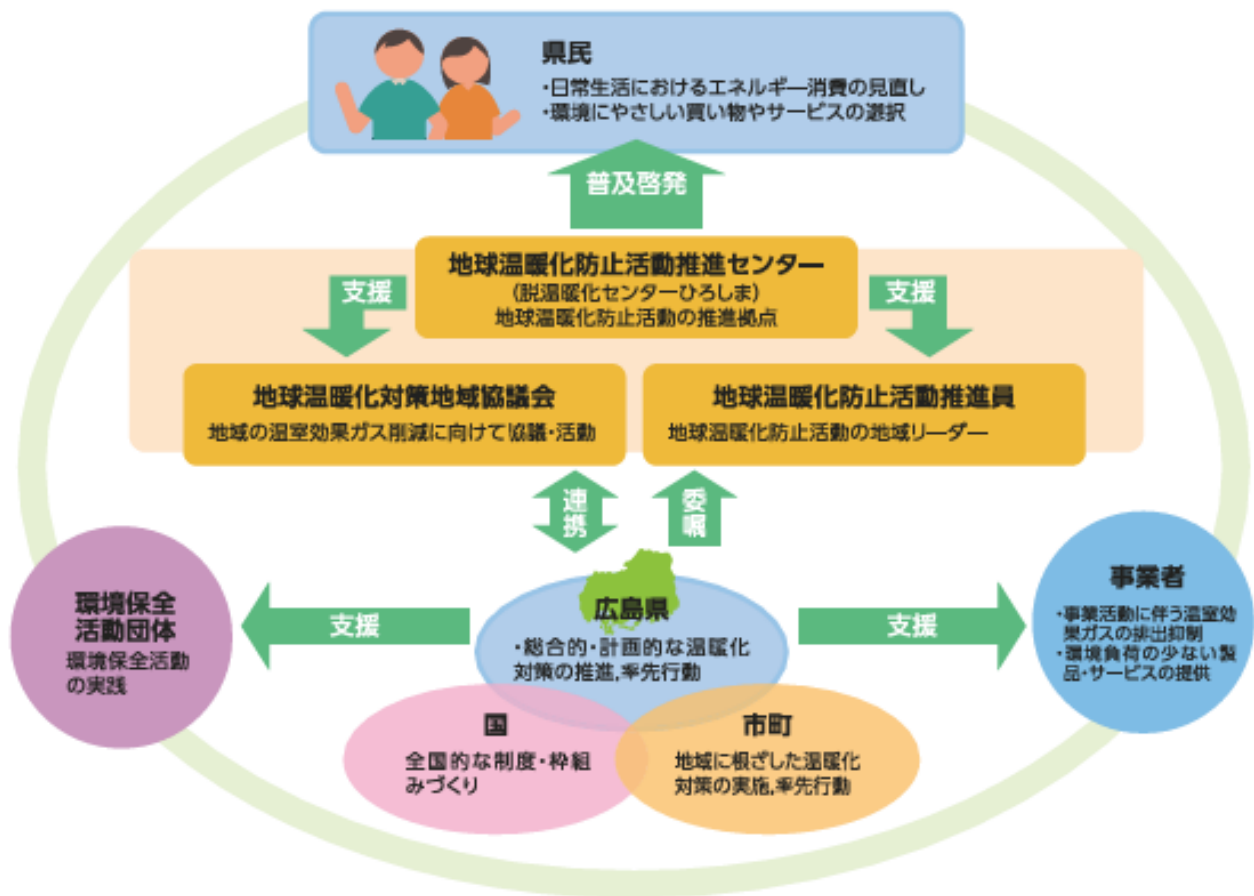 県民
・日常生活におけるエネルギー消費の見直し
・環境にやさしい買い物やサービスの選択
普及啓発
地球温暖化防止活動推進センター
(脱温暖化センターひろしま)
地球温暖化防止活動の推進拠点
支援
支援
地球温暖化対策地域協議会
地域の温室効果ガス削減に向けて協議・活動
地球温暖化防止活動推進員
地球温暖化防止活動の地域リーダー
連携
委嘱
環境保全
活動団体
環境保全活動
の実践
支援
広島県
・総合的・計画的な温暖化
対策の推進,率先行動
支援
事業者
・事業活動に伴う温室効
果ガスの排出抑制
・環境負荷の少ない製
品・サービスの提供
国
全国的な制度・枠組
みづくり
市町
地域に根ざした温暖化
対策の実施,率先行動